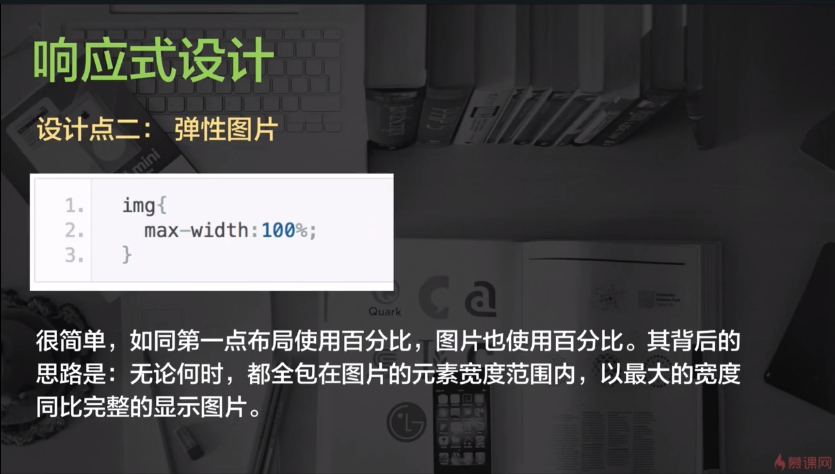 响应式设计
设计点二： 弹性图片
1. img{
2. max-width:100%;
3. }
Quark
很简单，如同第一点布局使用百分比，图片也使用百分比。其背后的
思路是：无论何时，都全包在图片的元素宽度范围内，以最大的宽度
同比完整的显示图片。
慕课网